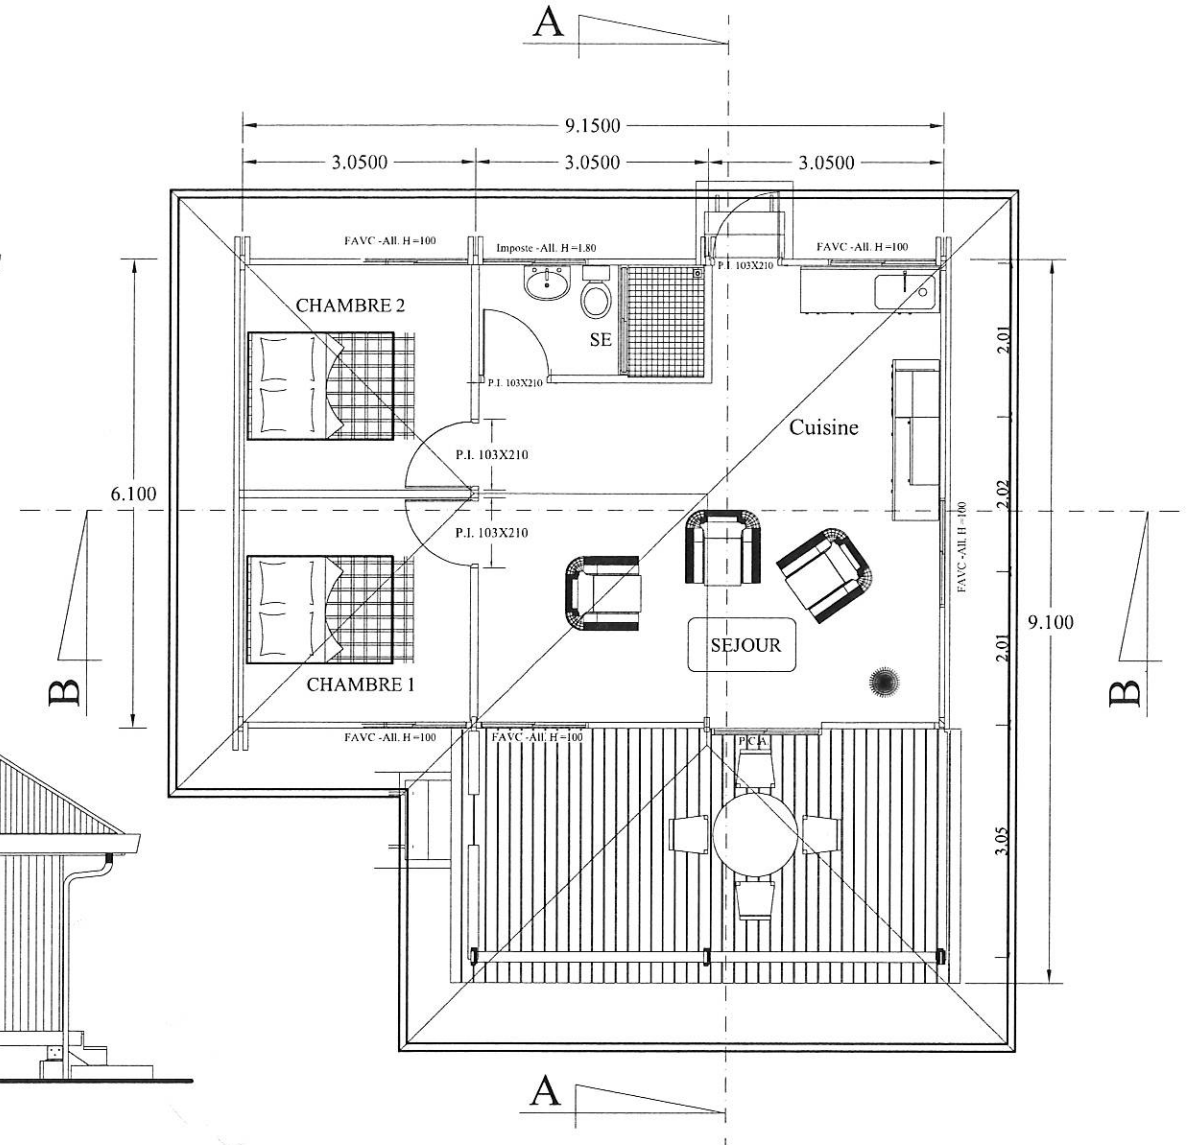 A
9.1500
3.0500 3.0500 3.0500
FAVC -All. H =100 Imposte -All. H =1.80 FAVC -All. H =100
P.I. 103X210
CHAMBRE 2
SE
2.01
P.I. 103X210
Cuisine
P.I. 103X210
6.100
2.02
P.I. 103X210
FAVC -All. H =100
9.100
SEJOUR
2.01
B
CHAMBRE 1
B
FAVC -All. H =100 FAVC -All. H =100
P.C.A
3.05
A